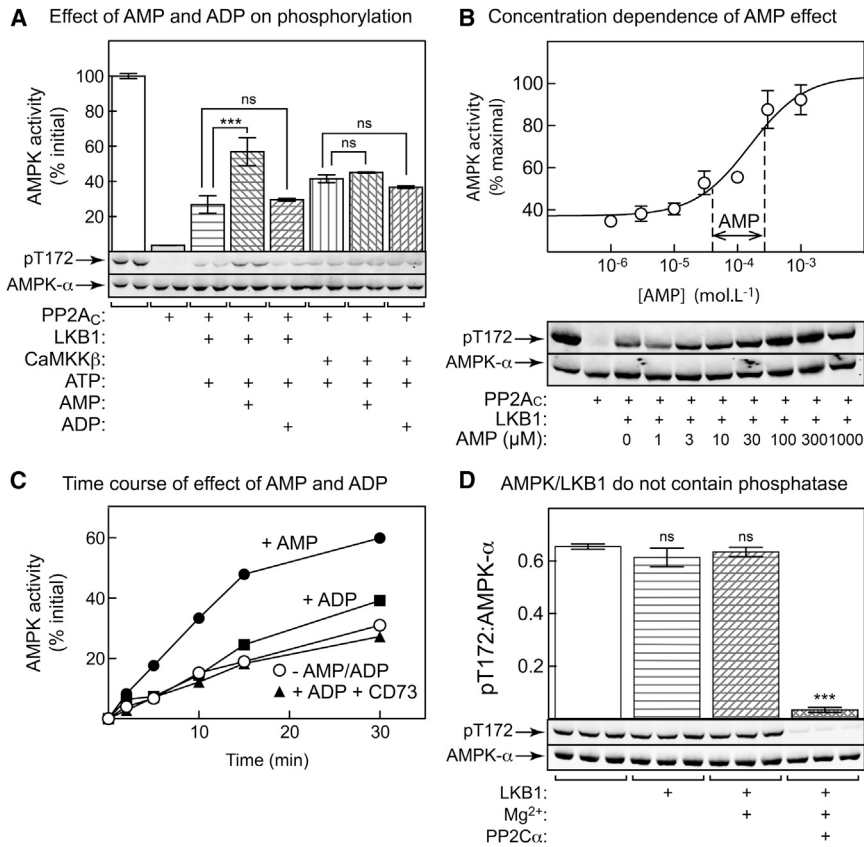 A Effect of AMP and ADP on phosphorylation
AMPK activity
(% initial)
100
80
60
40
20
ns
***
ns
ns
pT172
AMPK-α
PP2AC: + + + + + + +
LKB1: + + +
CaMKKβ: + + +
ATP: + + + + + +
AMP: + +
ADP: + +
B Concentration dependence of AMP effect
AMPK activity
(% maximal)
100
80
60
40
AMP
10-6 10-5 10-4 10-3
[AMP] (mol.L-1)
pT172
AMPK-α
PP2AC: + + + + + + + + +
LKB1: + + + + + + + +
AMP (µM): 0 1 3 10 30 100 300 1000
C Time course of effect of AMP and ADP
AMPK activity
(% initial)
60
40
20
+ AMP
+ ADP
- AMP/ADP
+ ADP + CD73
0 10 20 30
Time (min)
D AMPK/LKB1 do not contain phosphatase
pT172:AMPK-α
0.6
0.4
0.2
ns
ns
***
pT172
AMPK-α
LKB1: + + +
Mg2+: + +
PP2Cα: +